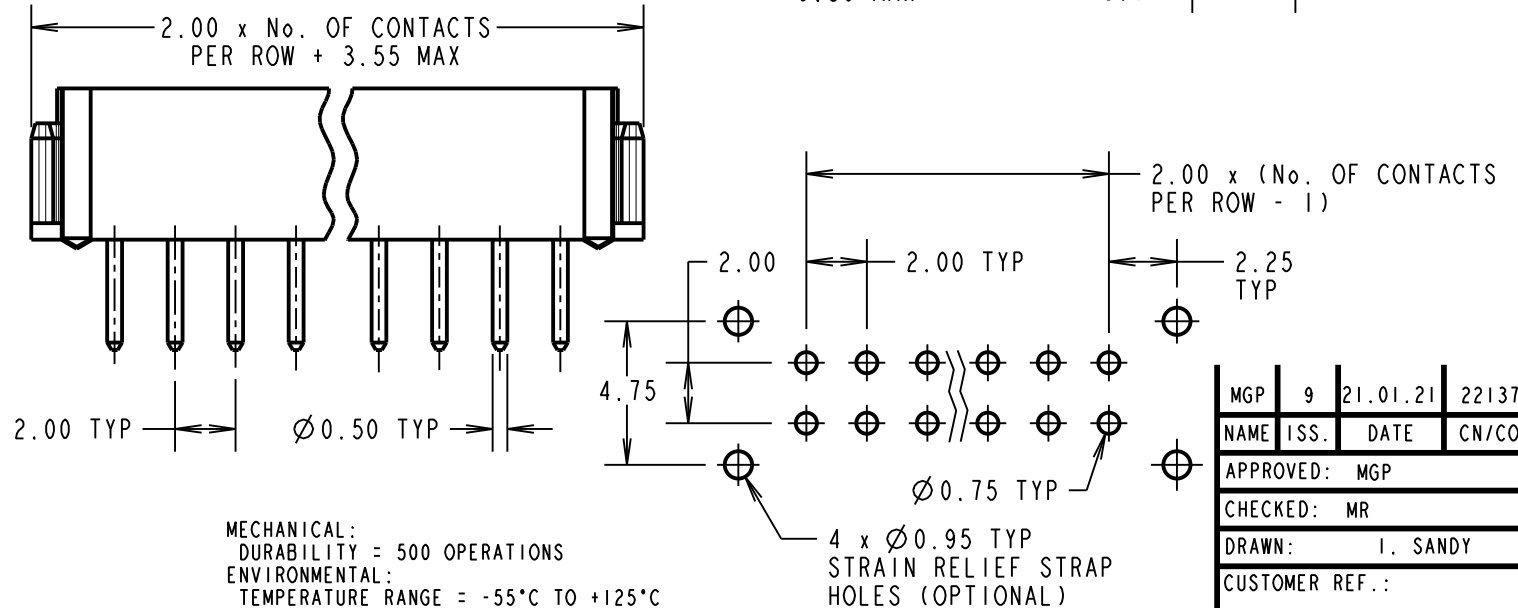 2.00 x No. OF CONTACTS
PER ROW + 3.55 MAX
2.00 x (No. OF CONTACTS
PER ROW - 1)
2.00
2.00 TYP
2.25
TYP
4.75
2.00 TYP
Ø0.50 TYP
Ø0.75 TYP
4 x Ø0.95 TYP
STRAIN RELIEF STRAP
HOLES (OPTIONAL)
MECHANICAL:
DURABILITY = 500 OPERATIONS
ENVIRONMENTAL:
TEMPERATURE RANGE = -55°C TO +125°C
MGP 9 21.01.21 22137
NAME ISS. DATE CN/CO
APPROVED: MGP
CHECKED: MR
DRAWN: I. SANDY
CUSTOMER REF.: